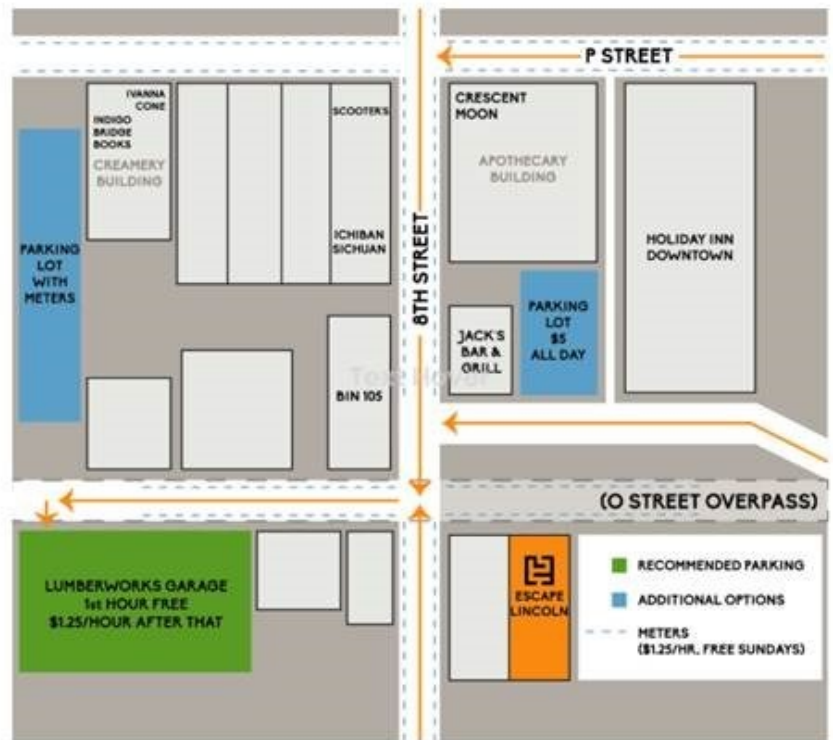 P STREET
IVANNA
CONE
INDIGO
BRIDGE
BOOKS
CREAMERY
BUILDING
SCOOTER'S
ICHIBAN
SICHUAN
PARKING
LOT
WITH
METERS
8TH STREET
CRESCENT
MOON
APOTHECARY
BUILDING
HOLIDAY INN
DOWNTOWN
PARKING
LOT
$5
ALL DAY
JACK'S
BAR &
GRILL
BIN 105
(O STREET OVERPASS)
LUMBERWORKS GARAGE
1st HOUR FREE
$1.25/HOUR AFTER THAT
ESCAPE
LINCOLN
RECOMMENDED PARKING
ADDITIONAL OPTIONS
METERS
($1.25/HR. FREE SUNDAYS)